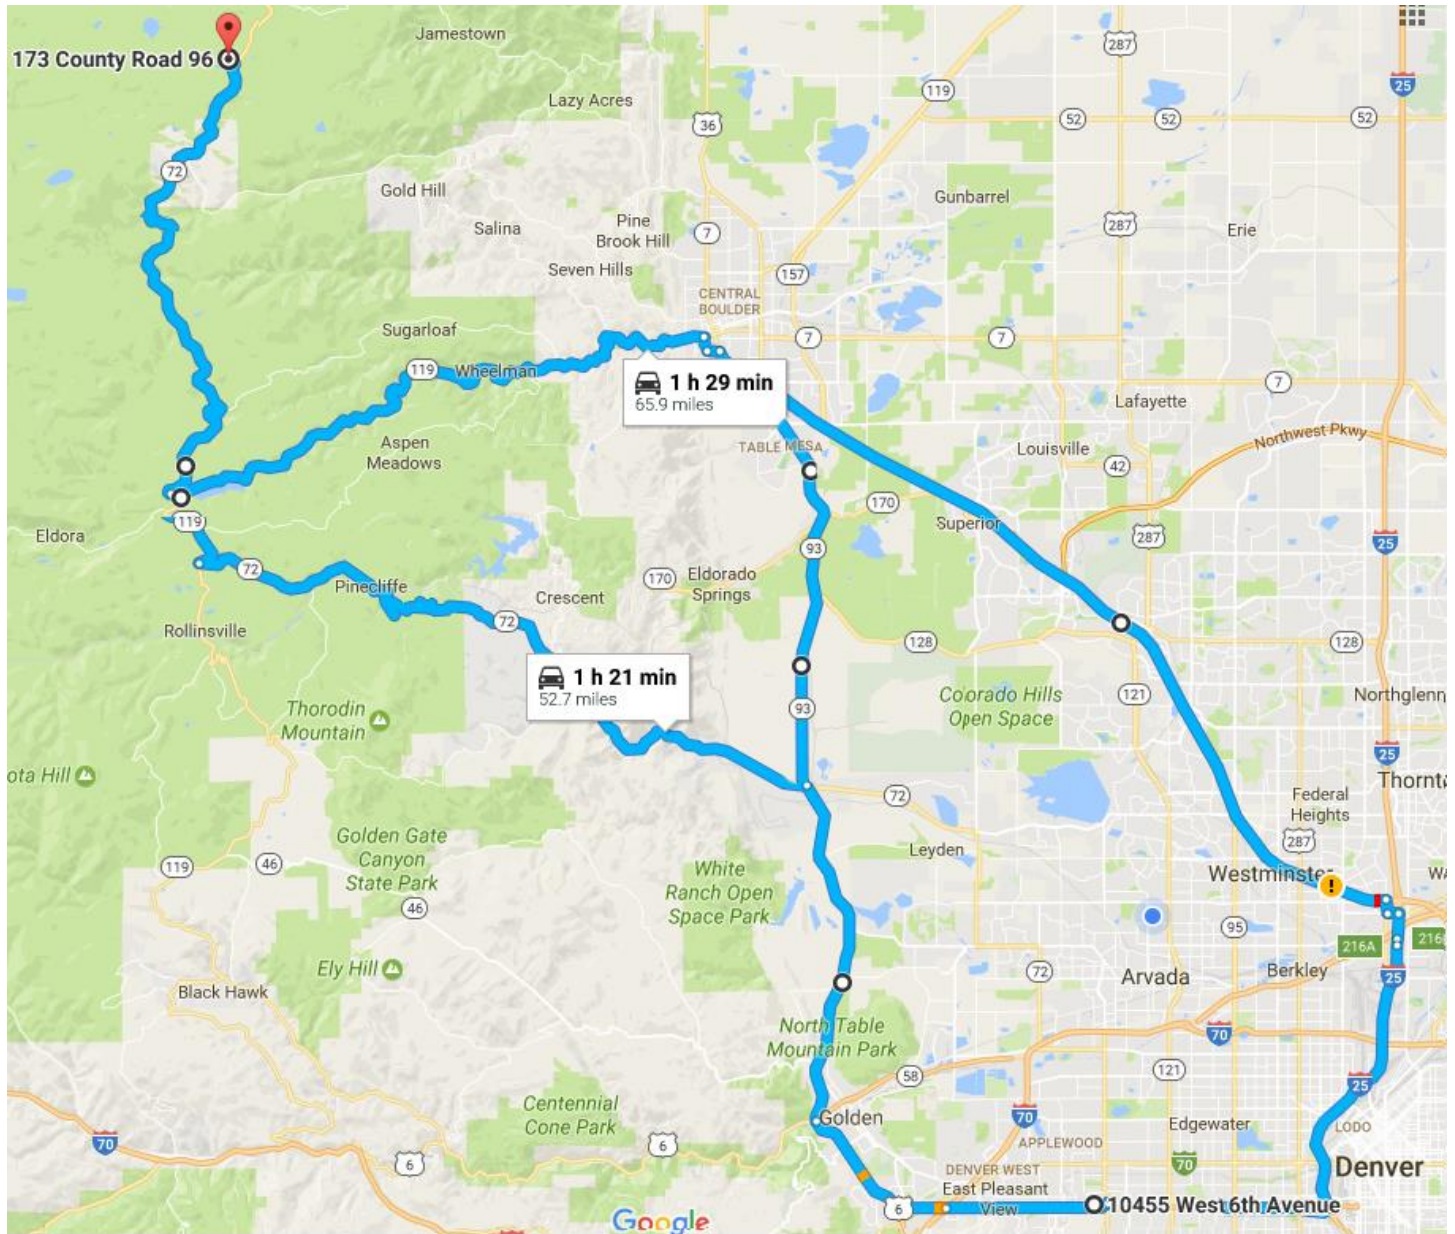 Jamestown
287
173 County Road 96
25
119
Lazy Acres
52
52
52
36
72
Gold Hill
Gunbarrel
Salina
Pine
Brook Hill
7
287
Erie
Seven Hills
157
CENTRAL
BOULDER
Sugarloaf
7
7
119
Wheelman
1 h 29 min
65.9 miles
7
Lafayette
Aspen
Meadows
TABLE MESA
Louisville
Northwest Pkwy
42
170
Superior
119
Eldora
287
25
93
72
Pinecliffe
170
Eldorado
Springs
Crescent
72
Rollinsville
128
128
1 h 21 min
52.7 miles
Coorado Hills
Open Space
121
Northglenn
Thorodin
Mountain
93
25
ota Hill
Thornto
72
Federal
Heights
Golden Gate
Canyon
State Park
287
119
46
Leyden
White
Ranch Open
Space Park
Westminster
!
46
95
216A
216
Ely Hill
72
Arvada
Berkley
25
Black Hawk
North Table
Mountain Park
70
58
121
25
Centennial
Cone Park
70
Golden
70
APPLEWOOD
Edgewater
LODO
6
6
DENVER WEST
East Pleasant
View
70
Denver
6
10455 West 6th Avenue
Google